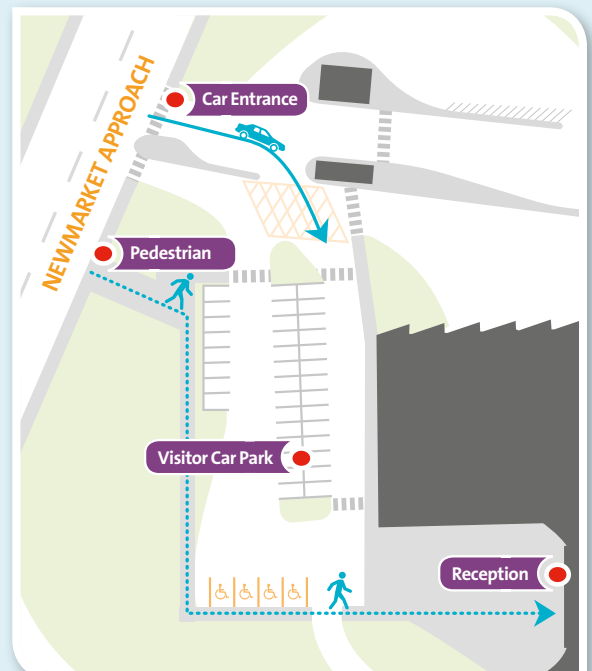 Car Entrance
NEWMARKET APPROACH
Pedestrian
Visitor Car Park
Reception